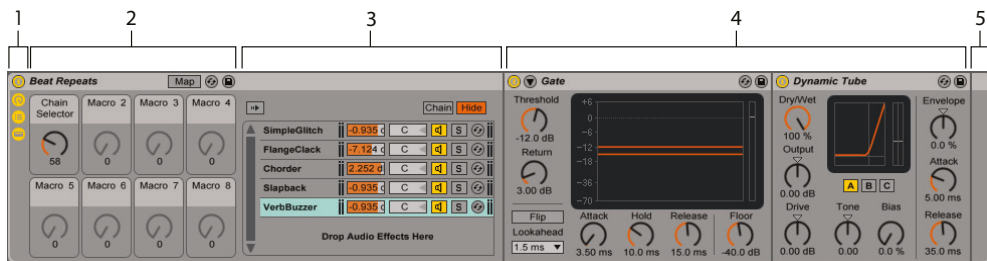 1 2 3 4 5
Beat Repeats Map Gate Dynamic Tube
Chain Selector Macro 2 Macro 3 Macro 4
58 0 0 0
Macro 5 Macro 6 Macro 7 Macro 8
0 0 0 0
Chain Hide
SimpleGlitch -0.935 C S
FlangeClack -7.124 C S
Chorder 2.252 d C S
Slapback -0.935 C S
VerbBuzzer -0.935 C S
Drop Audio Effects Here
Threshold
-12.0 dB
Return
3.00 dB
Flip
Lookahead
1.5 ms
+6
0
-6
-12
-18
-36
-70
Attack Hold Release Floor
3.50 ms 10.0 ms 15.0 ms -40.0 dB
Dry/Wet
100 %
Output
0.00 dB
A B C
Drive Tone Bias
0.00 dB 0.00 0.0 %
Envelope
0.0 %
Attack
5.00 ms
Release
35.0 ms